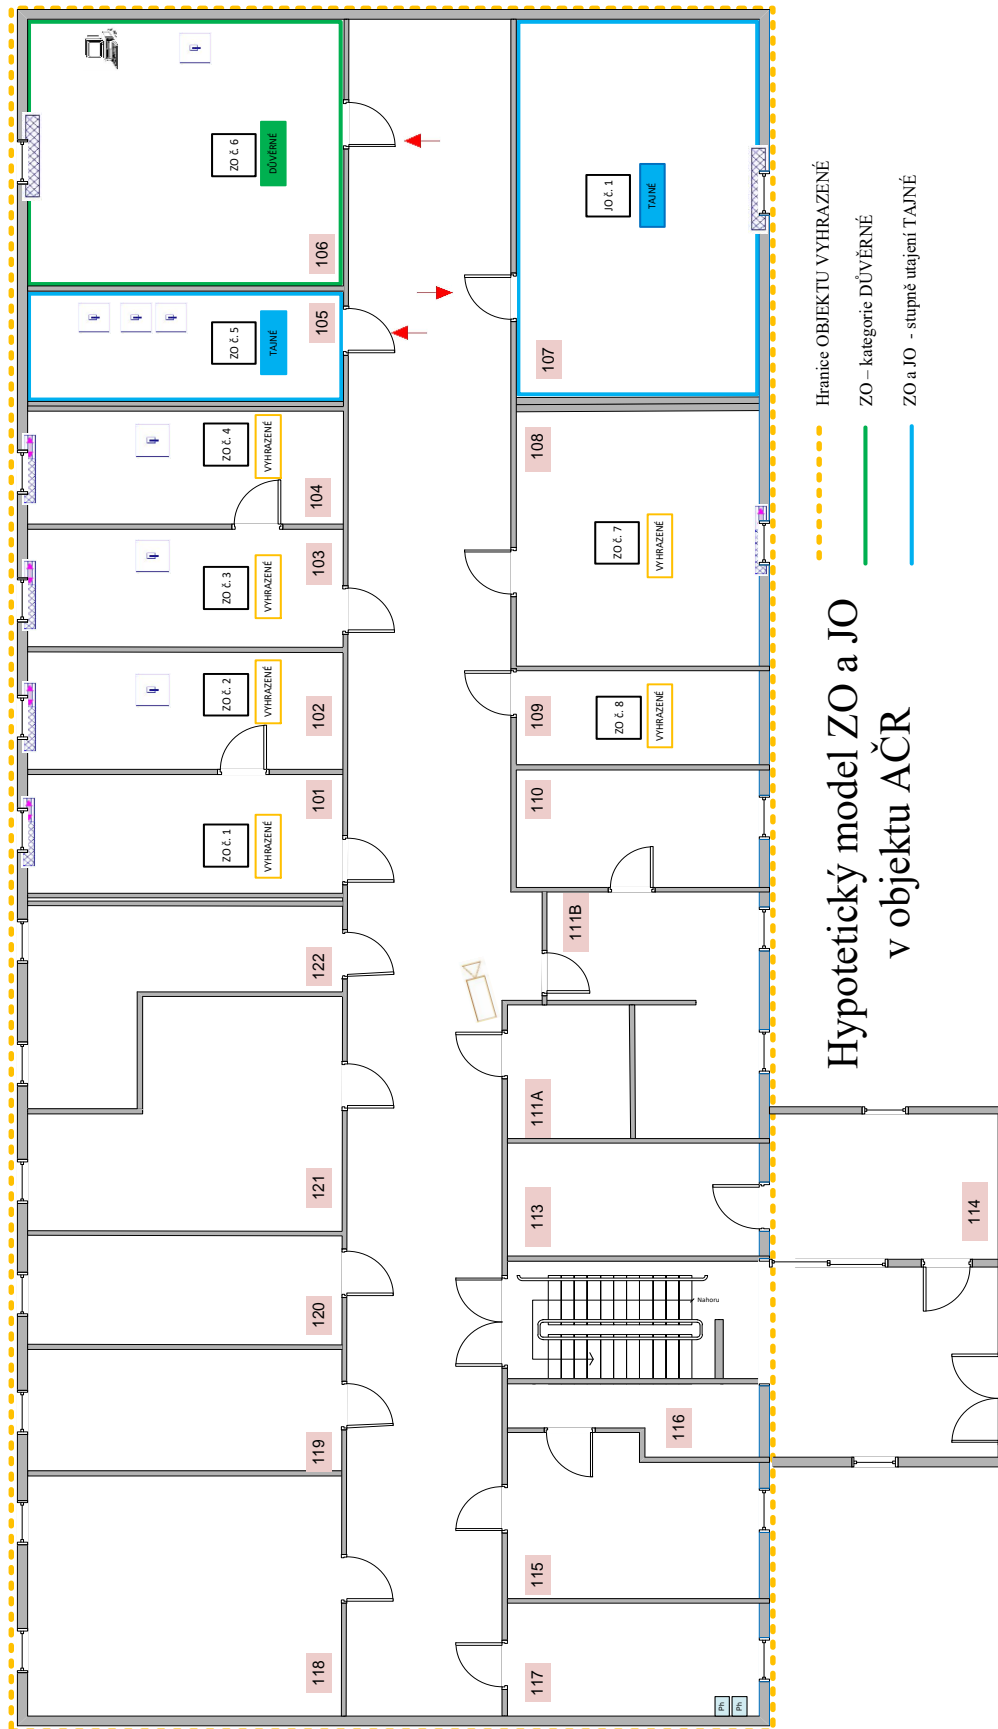 ZO č. 6
DŮVĚRNÉ
106
ZO č.5
TAJNÉ
105
ZO č. 4
VYHRAZENÉ
104
ZO č. 3
VYHRAZENÉ
103
ZO č. 2
VYHRAZENÉ
102
ZO č. 1
VYHRAZENÉ
101
122
121
120
119
118
JO č. 1
TAJNÉ
107
108
ZO č. 7
VYHRAZENÉ
109
ZO č. 8
VYHRAZENÉ
110
111B
111A
113
114
Nahoru
116
115
117
Ph
Ph
Hypotetický model ZO a JO
v objektu AČR
Hranice OBJEKTU VYHRAZENÉ
ZO – kategorie DŮVĚRNÉ
ZO a JO - stupně utajení TAJNÉ